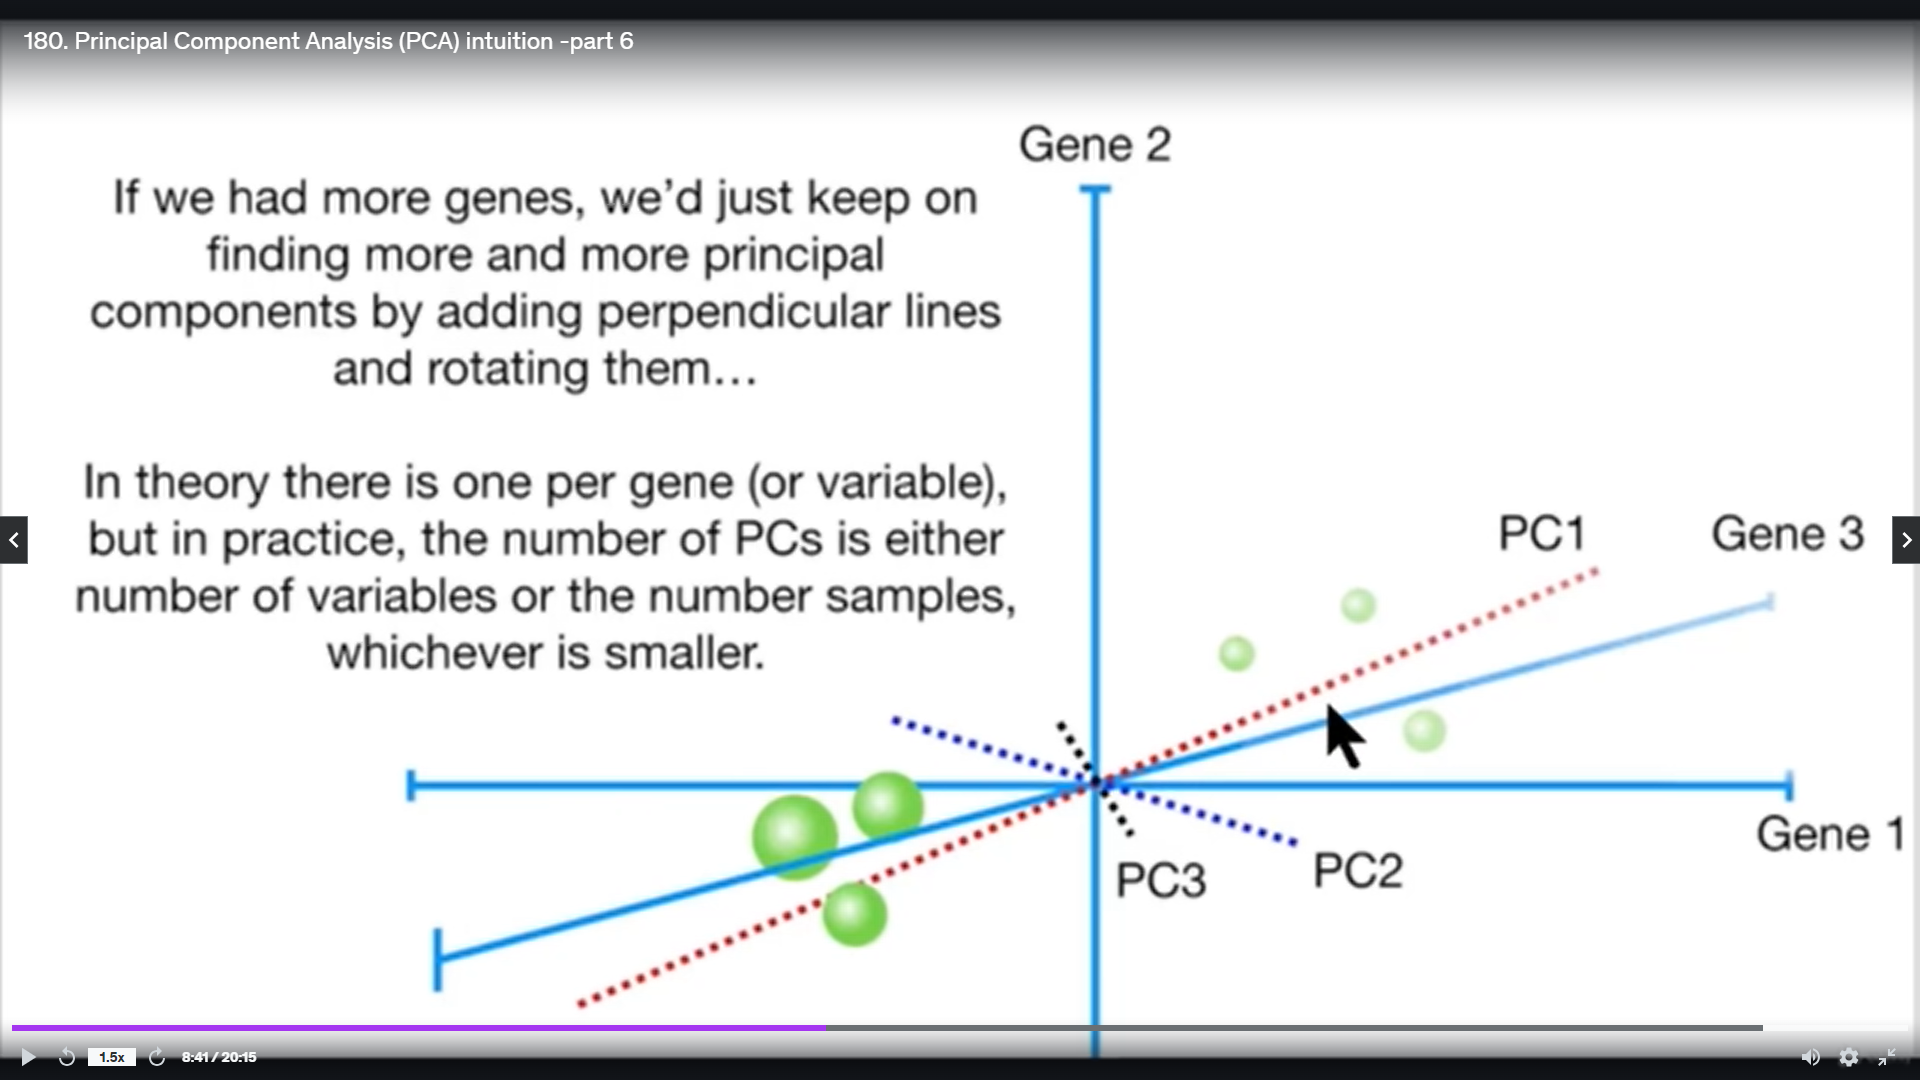 180. Principal Component Analysis (PCA) intuition -part 6
Gene 2
If we had more genes, we’d just keep on
finding more and more principal
components by adding perpendicular lines
and rotating them…
In theory there is one per gene (or variable),
but in practice, the number of PCs is either
number of variables or the number samples,
whichever is smaller.
PC1
Gene 3
Gene 1
PC2
PC3
1.5x
8:41 / 20:15